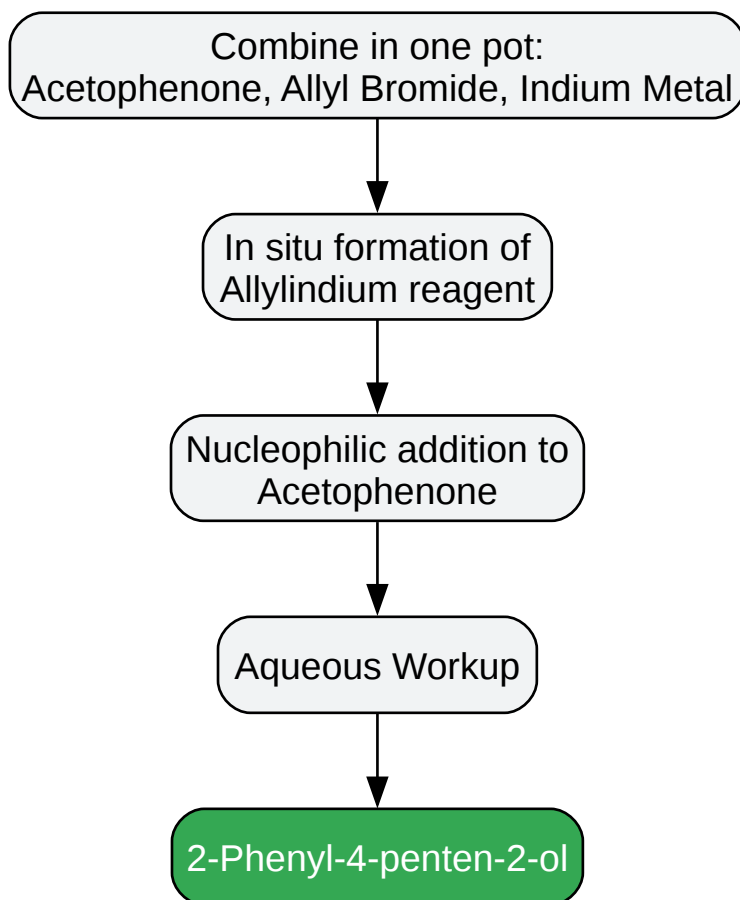 Combine in one pot:
Acetophenone, Allyl Bromide, Indium Metal
In situ formation of
Allylindium reagent
Nucleophilic addition to
Acetophenone
Aqueous Workup
2-Phenyl-4-penten-2-ol